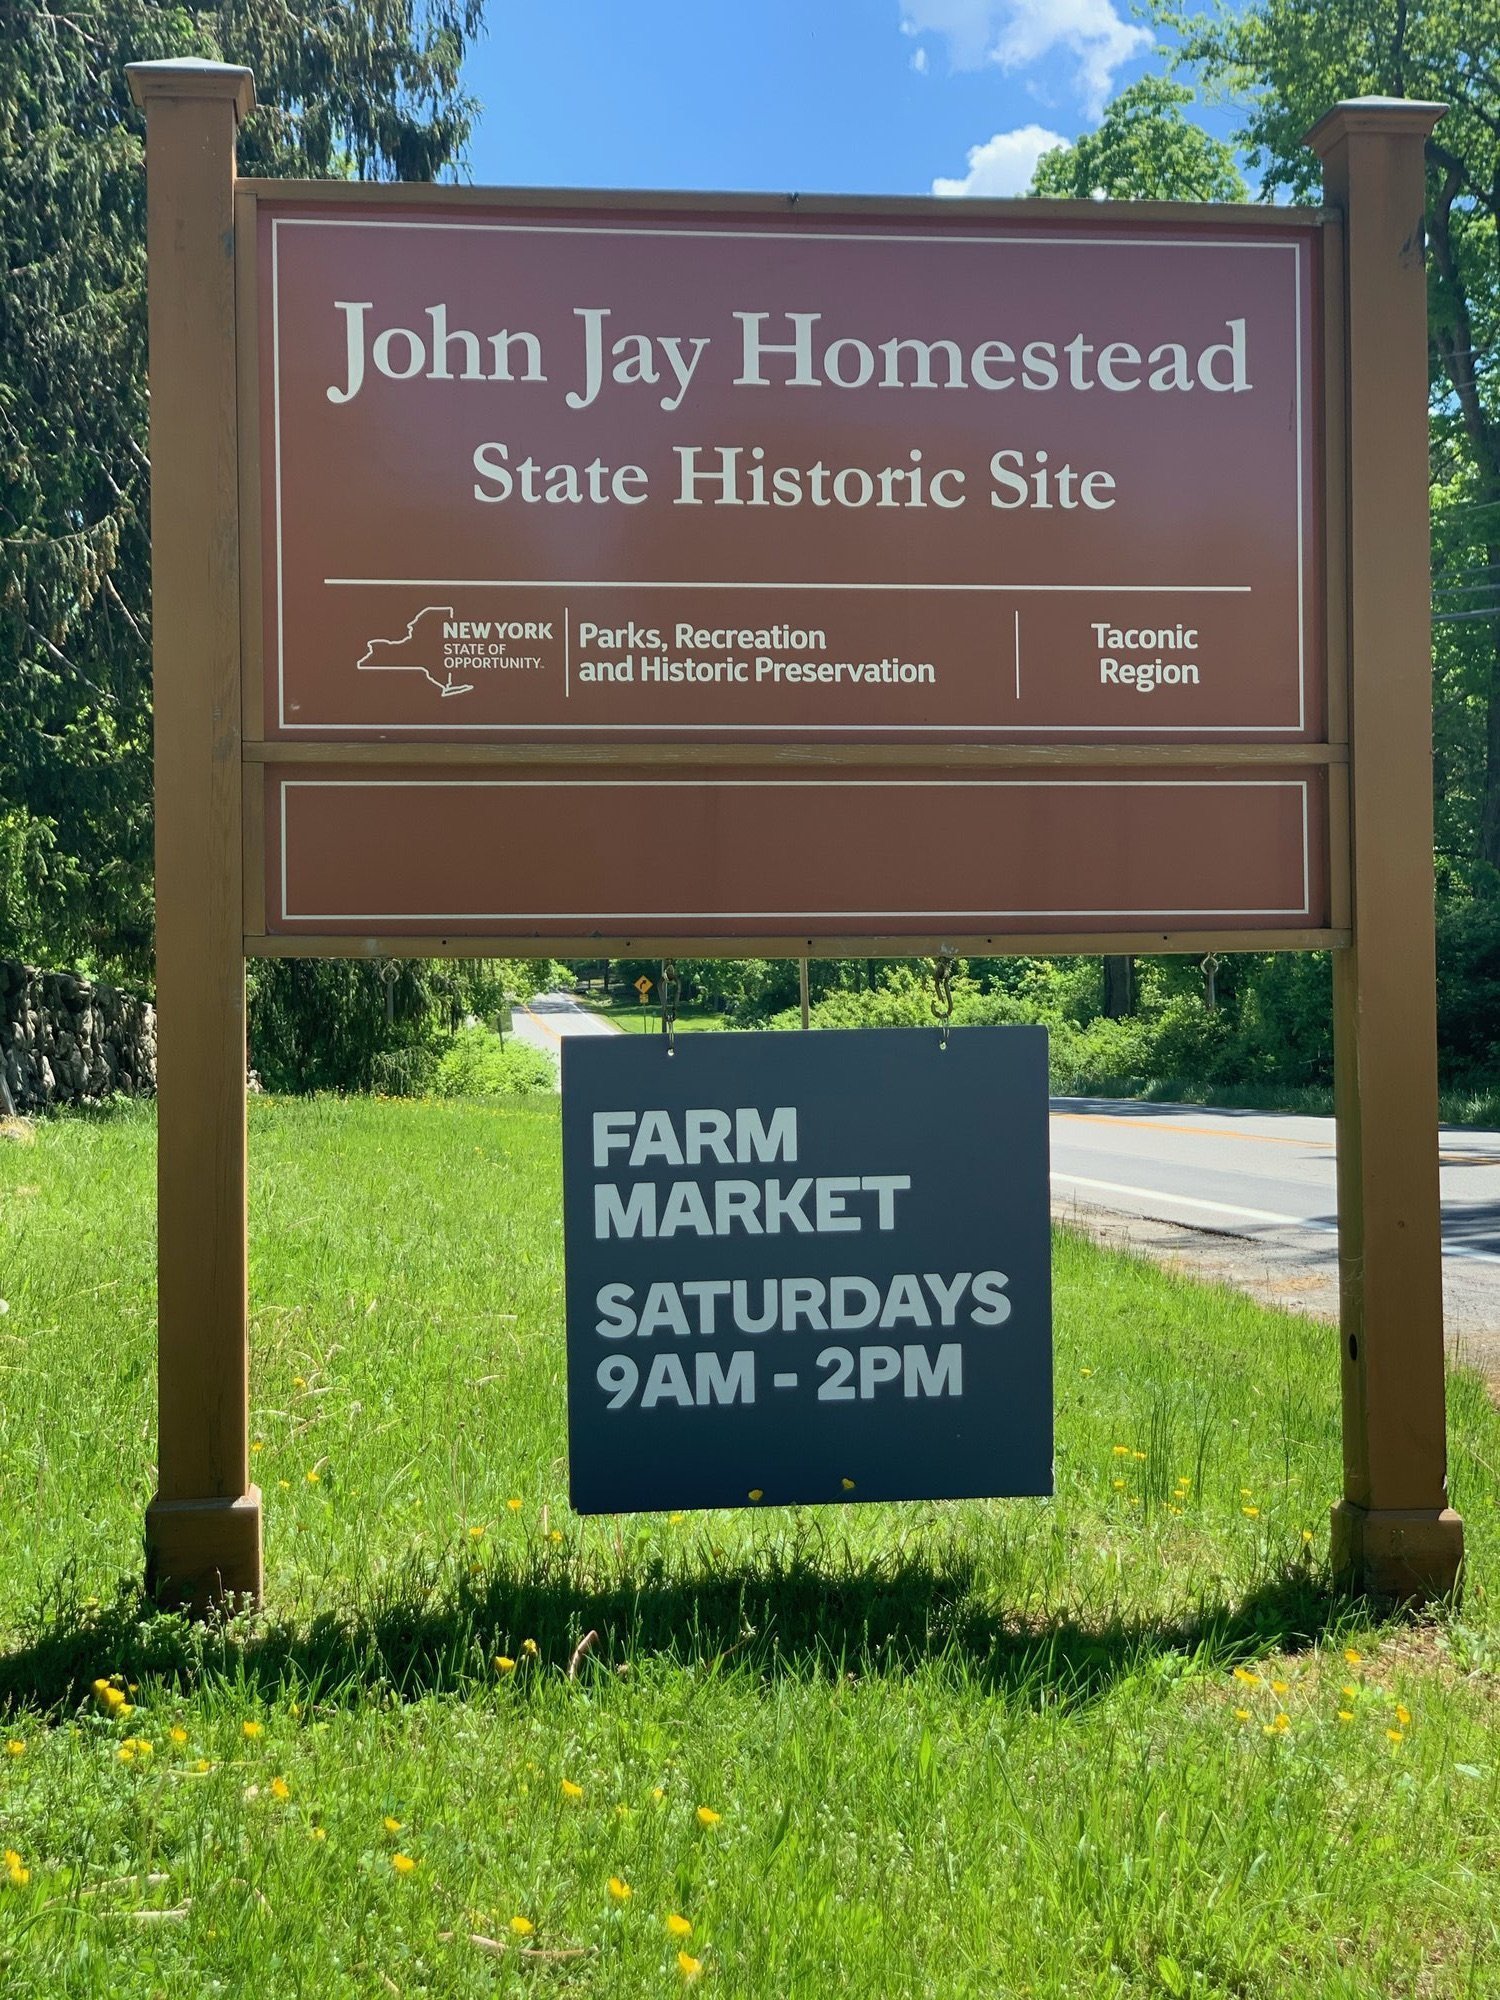 John Jay Homestead
State Historic Site
NEW YORK
STATE OF
OPPORTUNITY™
Parks, Recreation
and Historic Preservation
Taconic
Region
FARM
MARKET
SATURDAYS
9AM - 2PM